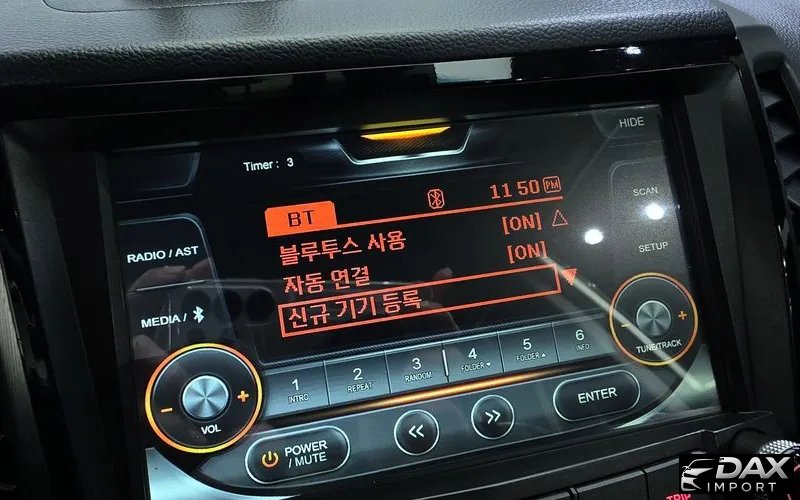 HIDE
Timer : 3
SCAN
11 50 PM
BT
RADIO / AST
블루투스 사용 [ON]
SETUP
자동 연결 [ON]
신규 기기 등록
MEDIA /
TUNE/TRACK
1 INTRO
2 REPEAT
3 RANDOM
4 FOLDER
5 FOLDER
6 INFO
VOL
ENTER
POWER / MUTE
TRIP
DAX
IMPORT